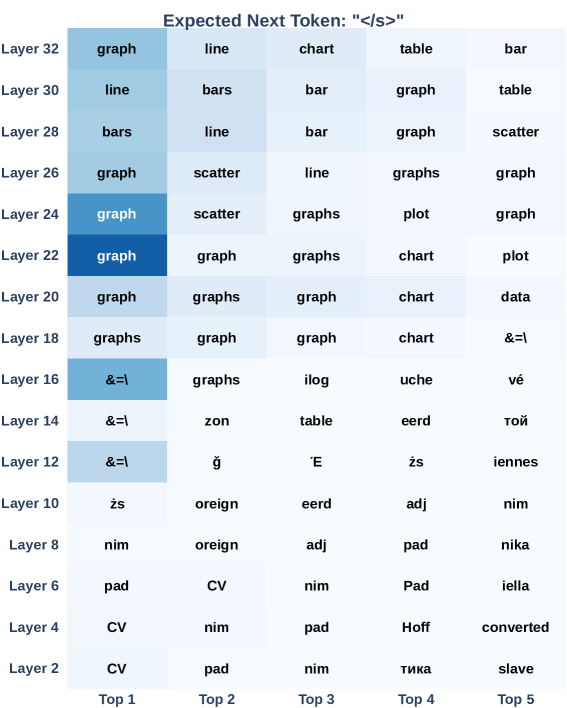 Expected Next Token: "</s>"
Layer 32 graph line chart table bar
Layer 30 line bars bar graph table
Layer 28 bars line bar graph scatter
Layer 26 graph scatter line graphs graph
Layer 24 graph scatter graphs plot graph
Layer 22 graph graph graphs chart plot
Layer 20 graph graphs graph chart data
Layer 18 graphs graph graph chart &=\
Layer 16 &=\ graphs ilog uche vé
Layer 14 &=\ zon table eerd той
Layer 12 &=\ ğ Έ żs iennes
Layer 10 żs oreign eerd adj nim
Layer 8 nim oreign adj pad nika
Layer 6 pad CV nim Pad iella
Layer 4 CV nim pad Hoff converted
Layer 2 CV pad nim тика slave
Top 1 Top 2 Top 3 Top 4 Top 5